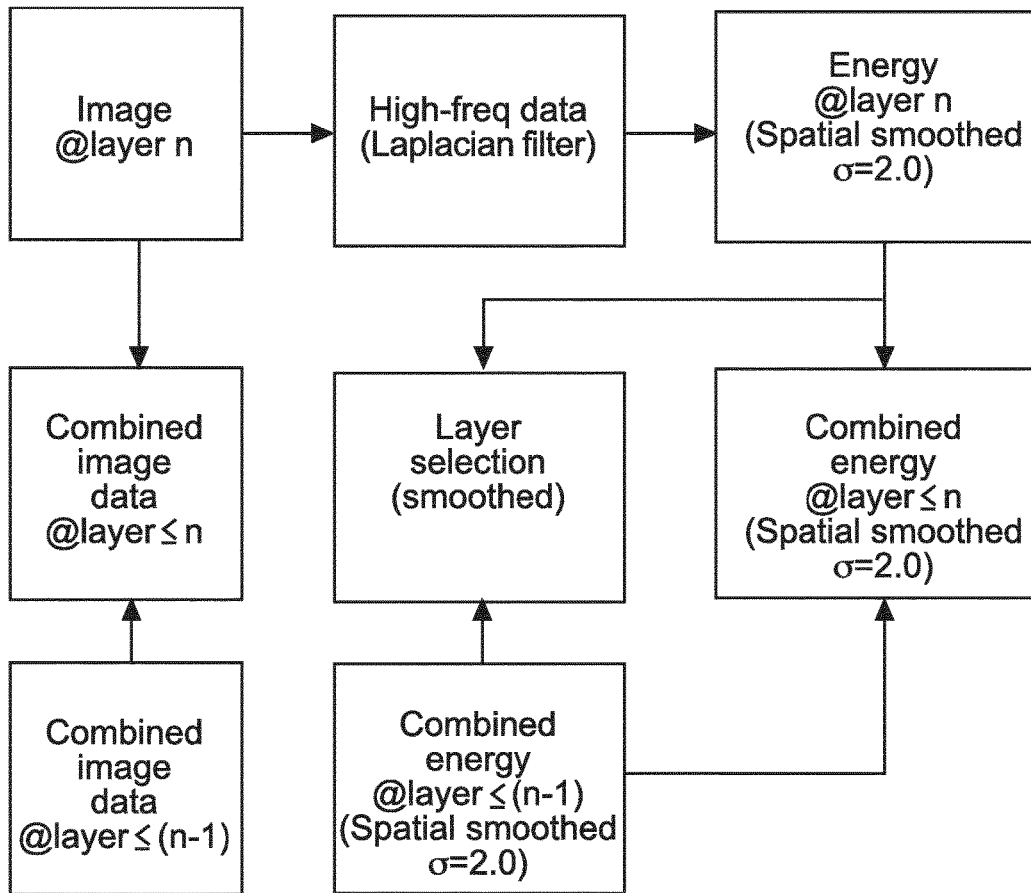 Image
@layer n
High-freq data
(Laplacian filter)
Energy
@layer n
(Spatial smoothed
σ=2.0)
Combined
image
data
@layer ≤ n
Layer
selection
(smoothed)
Combined
energy
@layer ≤ n
(Spatial smoothed
σ=2.0)
Combined
image
data
@layer ≤ (n-1)
Combined
energy
@layer ≤ (n-1)
(Spatial smoothed
σ=2.0)